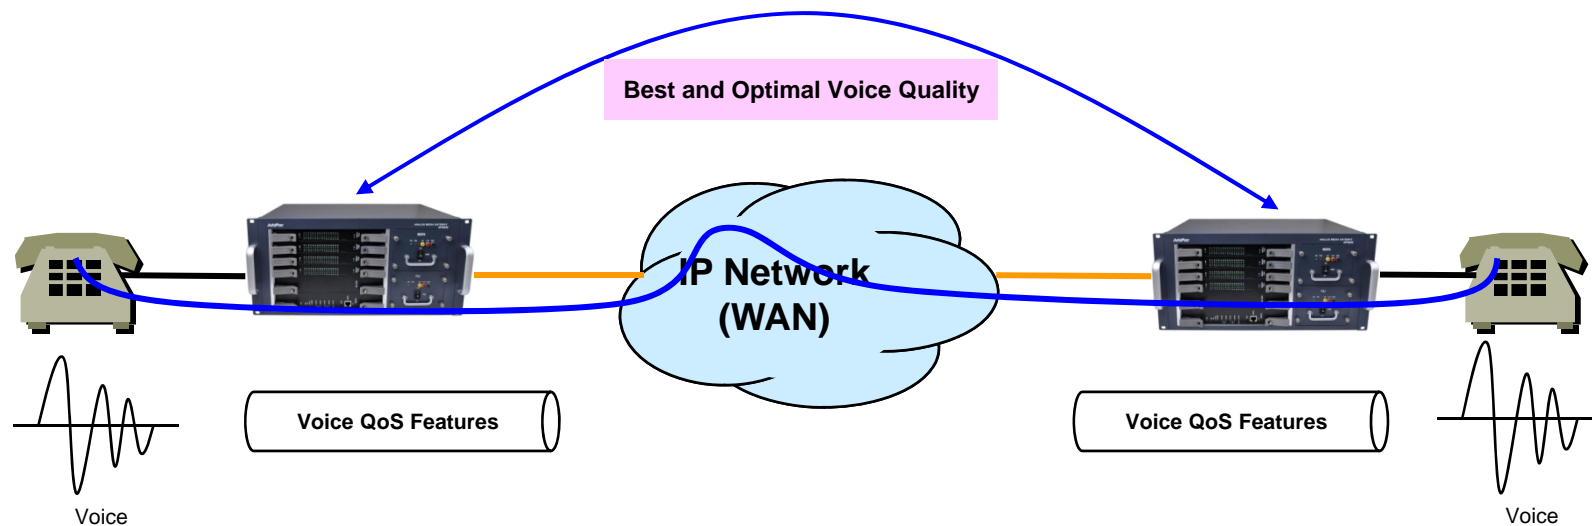 Best and Optimal Voice Quality
IP Network
(WAN)
Voice QoS Features
Voice QoS Features
Voice
Voice